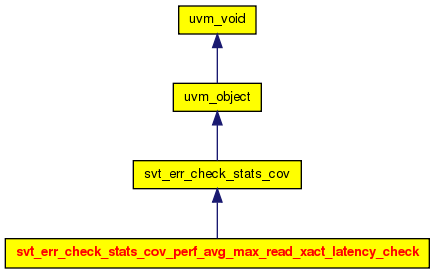 uvm_void
uvm_object
svt_err_check_stats_cov
svt_err_check_stats_cov_perf_avg_max_read_xact_latency_check